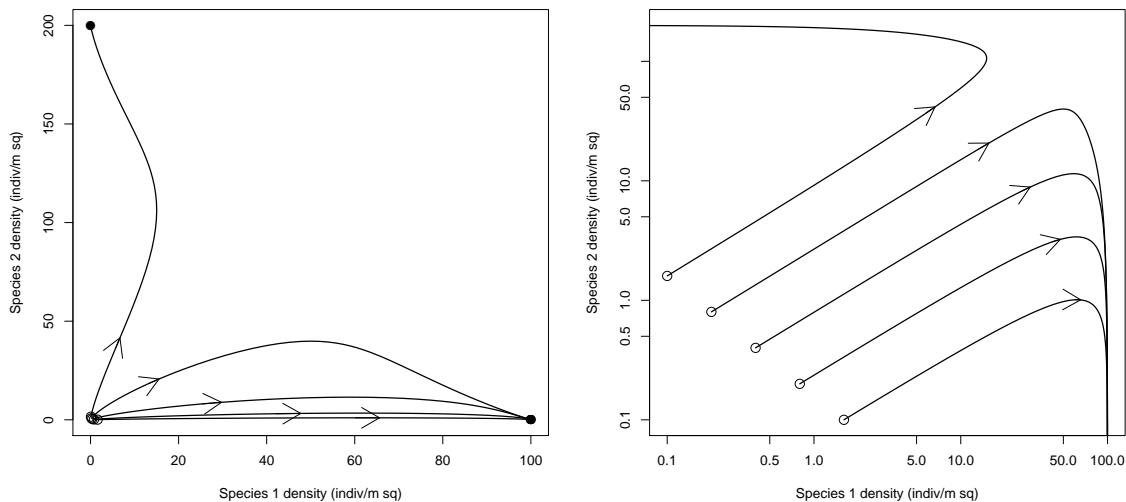 0 20 40 60 80 100
0 50 100 150 200
Species 1 density (indiv/m sq)
Species 2 density (indiv/m sq)
0.1 0.5 1.0 5.0 10.0 50.0 100.0
0.1 0.5 1.0 5.0 10.0 50.0
Species 1 density (indiv/m sq)
Species 2 density (indiv/m sq)